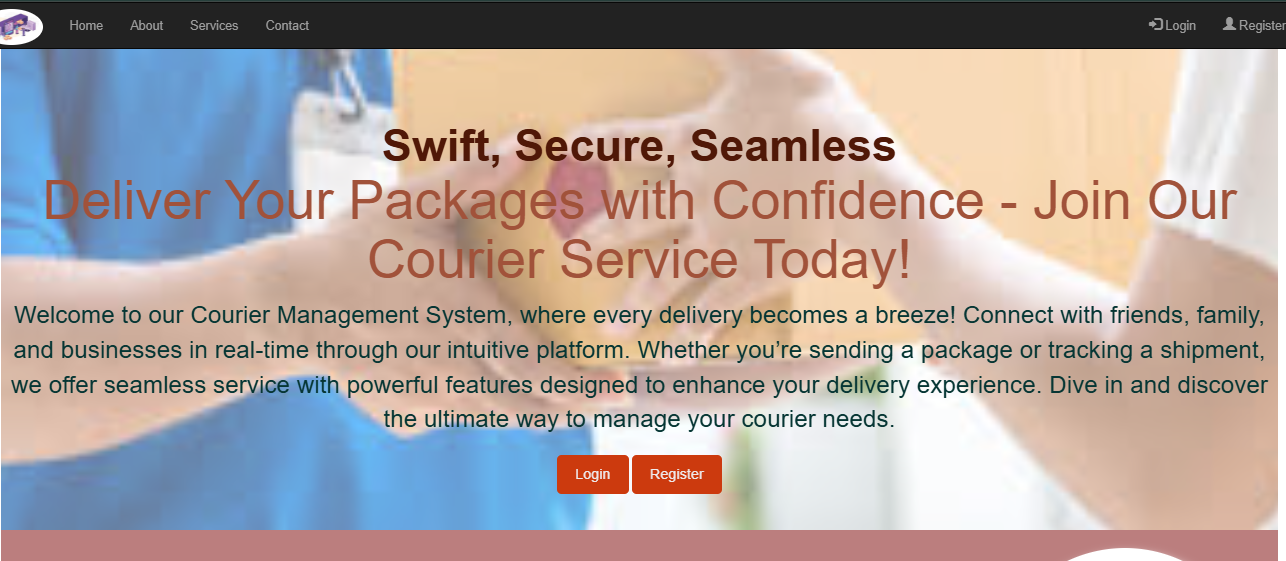 Home About Services Contact Login Register
Swift, Secure, Seamless
Deliver Your Packages with Confidence - Join Our
Courier Service Today!
Welcome to our Courier Management System, where every delivery becomes a breeze! Connect with friends, family,
and businesses in real-time through our intuitive platform. Whether you’re sending a package or tracking a shipment,
we offer seamless service with powerful features designed to enhance your delivery experience. Dive in and discover
the ultimate way to manage your courier needs.
Login Register